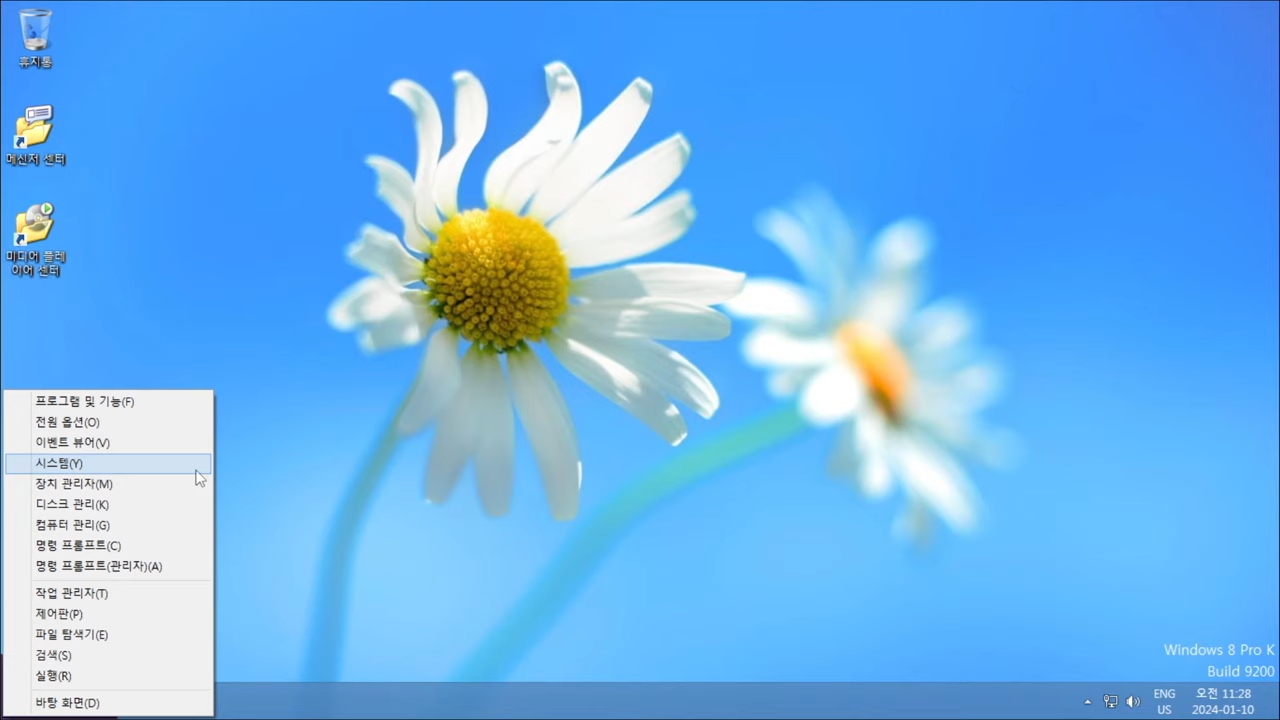 휴지통
메신저 센터
미디어 플레
이어 센터
프로그램 및 기능(F)
전원 옵션(O)
이벤트 뷰어(V)
시스템(Y)
장치 관리자(M)
디스크 관리(K)
컴퓨터 관리(G)
명령 프롬프트(C)
명령 프롬프트(관리자)(A)
작업 관리자(T)
제어판(P)
파일 탐색기(E)
검색(S)
실행(R)
바탕 화면(D)
Windows 8 Pro K
Build 9200
ENG
US
오전 11:28
2024-01-10